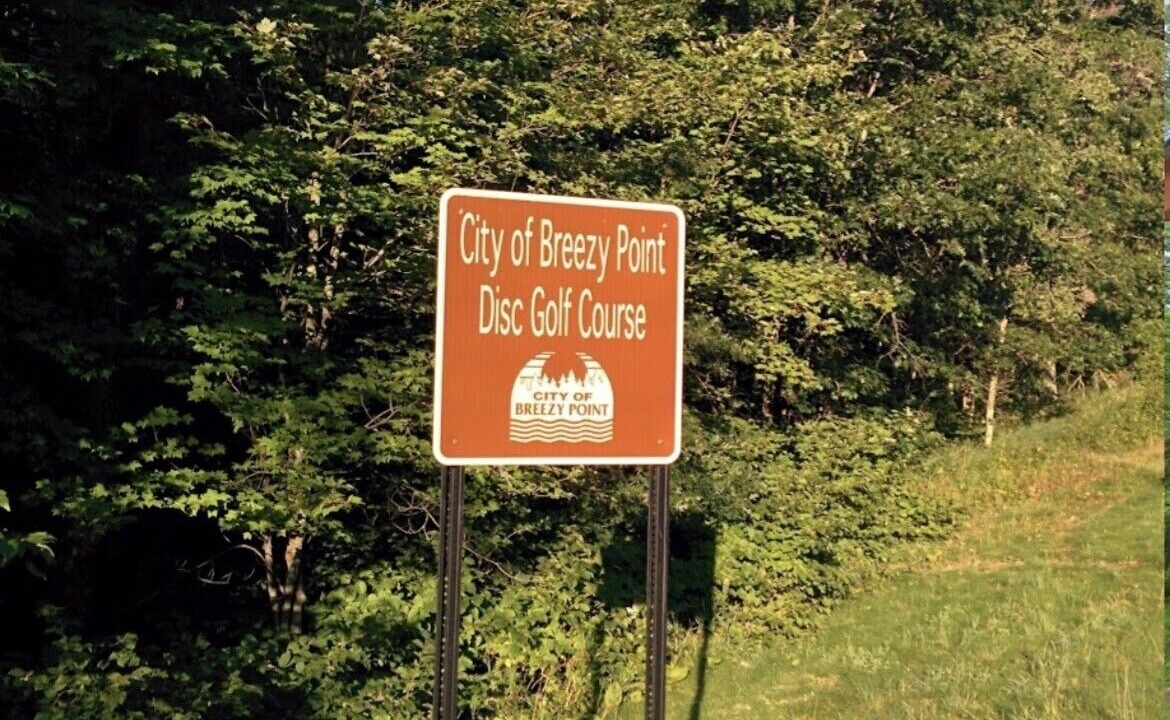 City of Breezy Point
Disc Golf Course
CITY OF
BREEZY POINT